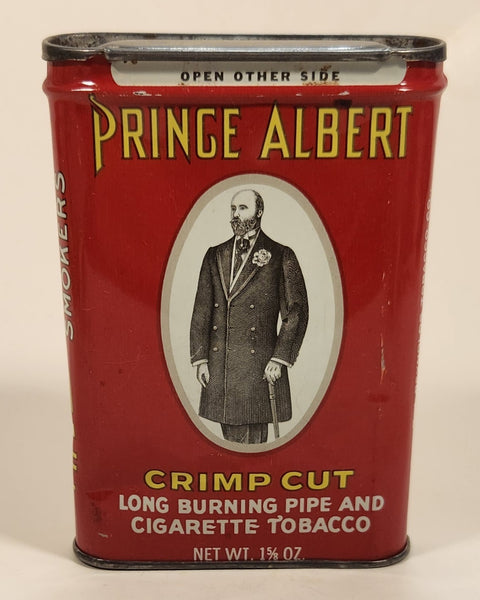 OPEN OTHER SIDE
PRINCE ALBERT
CRIMP CUT
LONG BURNING PIPE AND
CIGARETTE TOBACCO
NET WT. 1⅝ OZ.
SMOKERS